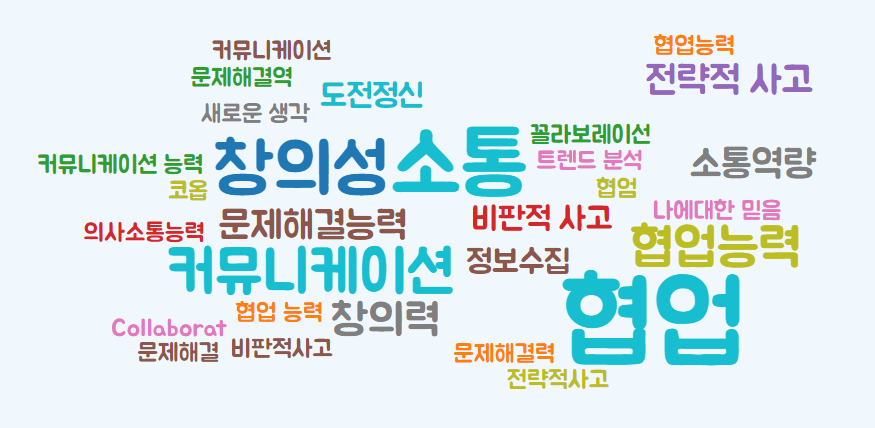 커뮤니케이션
협엽능력
문제해결역
전략적 사고
도전정신
새로운 생각
꼴라보레이션
창의성
소통
트렌드 분석
소통역량
커뮤니케이션 능력
코옵
협엄
나에대한 믿음
의사소통능력
문제해결능력
비판적 사고
협업능력
커뮤니케이션
정보수집
협업 능력
창의력
협업
Collaborat
문제해결
비판적사고
문제해결력
전략적사고